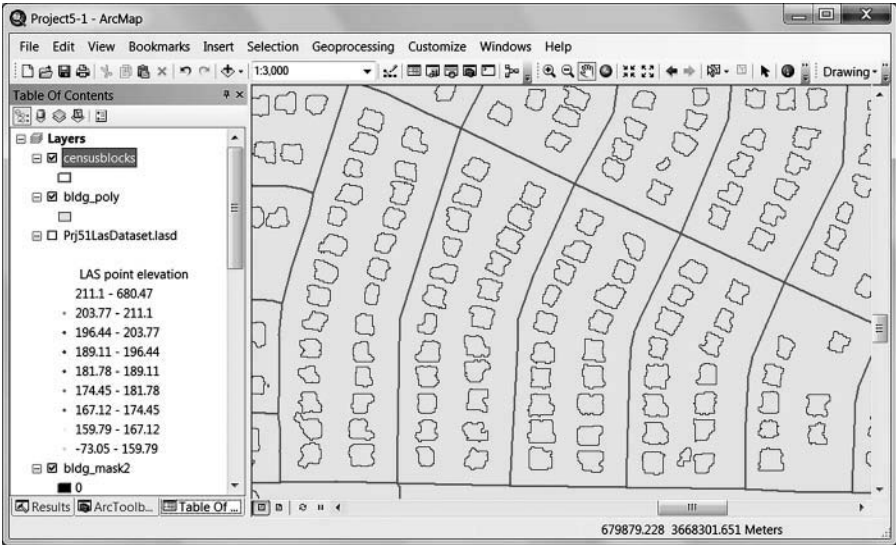 Project5-1 - ArcMap
File Edit View Bookmarks Insert Selection Geoprocessing Customize Windows Help
1:3,000
Drawing
Table Of Contents
Layers
censusblocks
bldg_poly
Prj51LasDataset.lasd
LAS point elevation
211.1 - 680.47
203.77 - 211.1
196.44 - 203.77
189.11 - 196.44
181.78 - 189.11
174.45 - 181.78
167.12 - 174.45
159.79 - 167.12
-73.05 - 159.79
bldg_mask2
0
Results ArcToolb... Table Of ...
679879.228 3668301.651 Meters